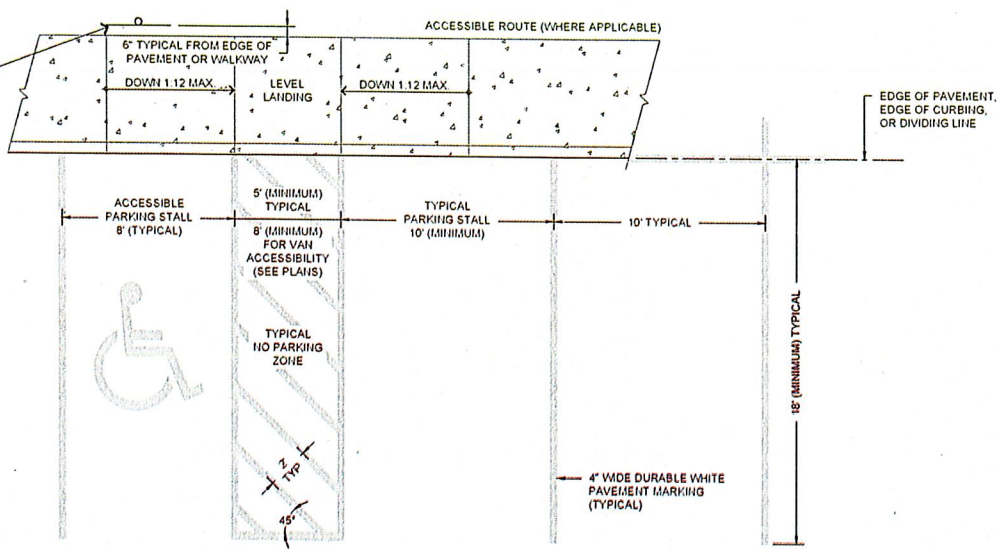 ACCESSIBLE ROUTE (WHERE APPLICABLE)
6" TYPICAL FROM EDGE OF
PAVEMENT OR WALKWAY
DOWN 1:12 MAX.
LEVEL
LANDING
DOWN 1:12 MAX.
EDGE OF PAVEMENT,
EDGE OF CURBING,
OR DIVIDING LINE
ACCESSIBLE
PARKING STALL
8' (TYPICAL)
5' (MINIMUM)
TYPICAL
8' (MINIMUM)
FOR VAN
ACCESSIBILITY
(SEE PLANS)
TYPICAL
PARKING STALL
10' (MINIMUM)
10' TYPICAL
18' (MINIMUM) TYPICAL
TYPICAL
NO PARKING
ZONE
2'
TYP
45°
4" WIDE DURABLE WHITE
PAVEMENT MARKING
(TYPICAL)